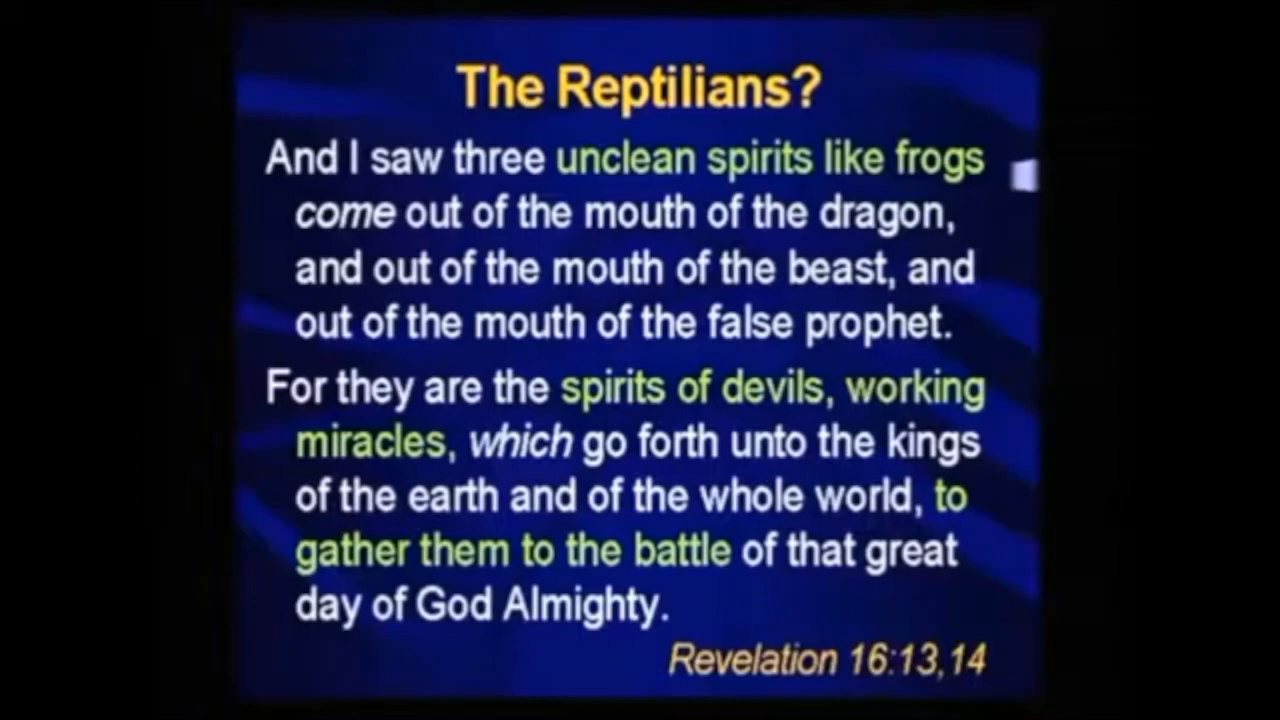 The Reptilians?
And I saw three unclean spirits like frogs
come out of the mouth of the dragon,
and out of the mouth of the beast, and
out of the mouth of the false prophet.
For they are the spirits of devils, working
miracles, which go forth unto the kings
of the earth and of the whole world, to
gather them to the battle of that great
day of God Almighty.
Revelation 16:13,14